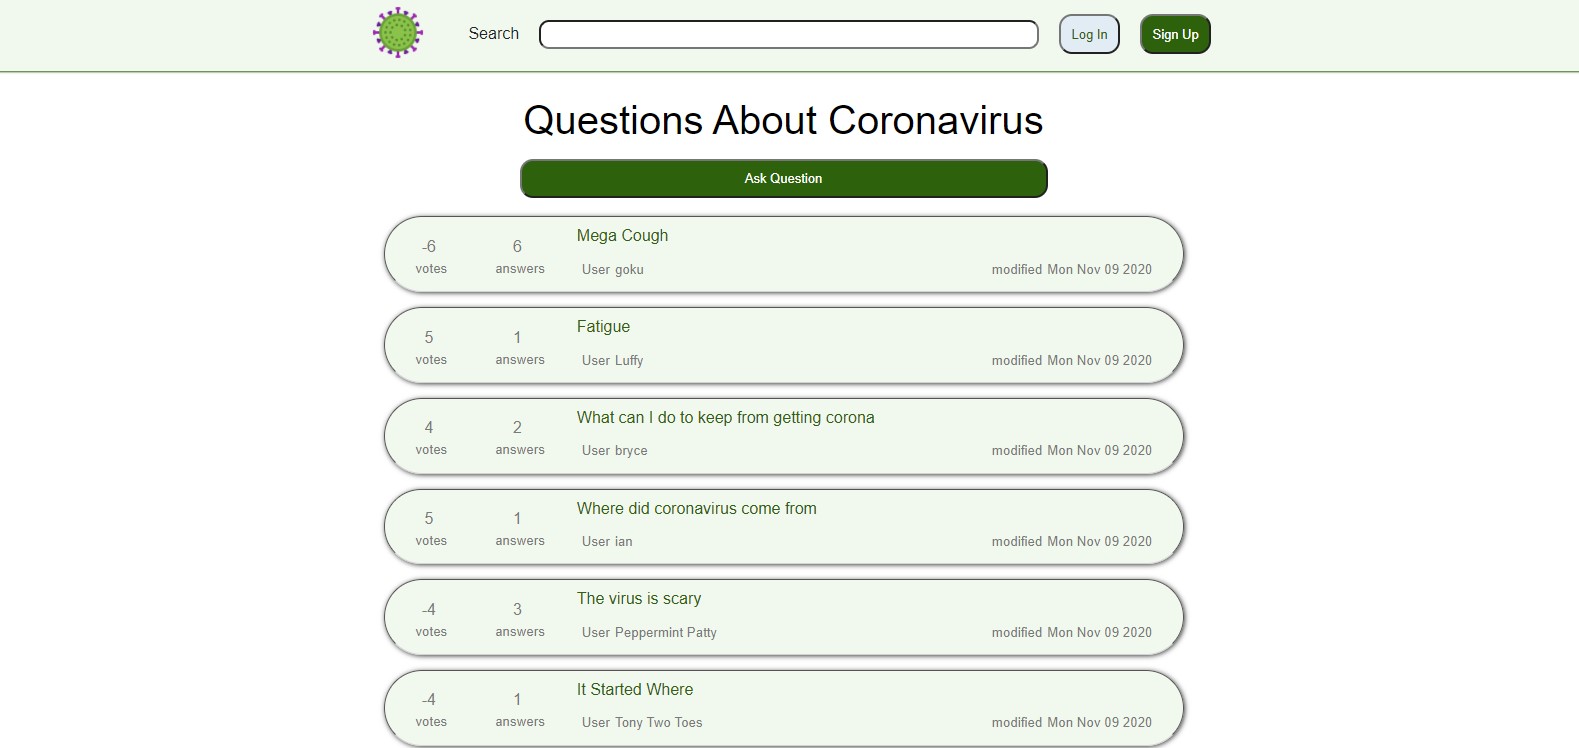 Search
Log In
Sign Up
Questions About Coronavirus
Ask Question
Mega Cough
-6 6
votes answers User goku modified Mon Nov 09 2020
Fatigue
5 1
votes answers User Luffy modified Mon Nov 09 2020
What can I do to keep from getting corona
4 2
votes answers User bryce modified Mon Nov 09 2020
Where did coronavirus come from
5 1
votes answers User ian modified Mon Nov 09 2020
The virus is scary
-4 3
votes answers User Peppermint Patty modified Mon Nov 09 2020
It Started Where
-4 1
votes answers User Tony Two Toes modified Mon Nov 09 2020